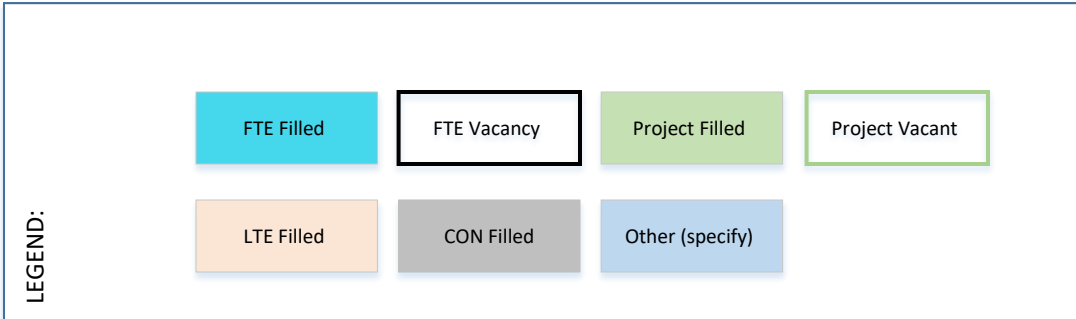 LEGEND:
FTE Filled
FTE Vacancy
Project Filled
Project Vacant
LTE Filled
CON Filled
Other (specify)